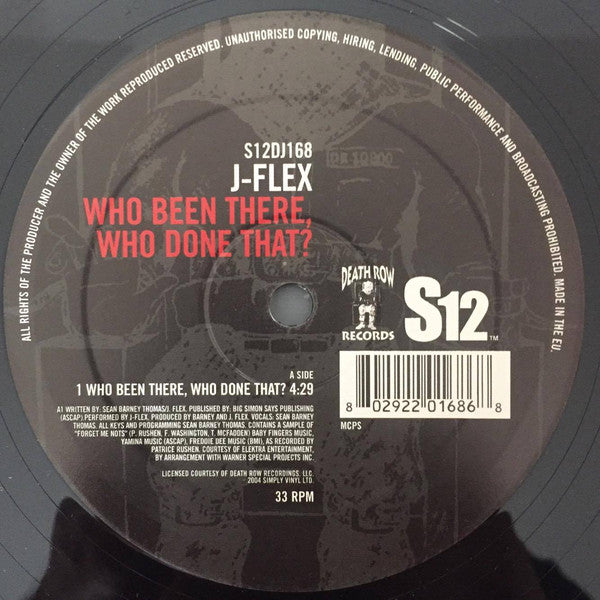 ALL RIGHTS OF THE PRODUCER AND THE OWNER OF THE WORK REPRODUCED RESERVED. UNAUTHORISED COPYING, HIRING, LENDING, PUBLIC PERFORMANCE AND BROADCASTING PROHIBITED. MADE IN THE EU.
S12DJ168
J-FLEX
WHO BEEN THERE,
WHO DONE THAT?
DEATH ROW
RECORDS
S12™
A SIDE
1 WHO BEEN THERE, WHO DONE THAT? 4:29
A1 WRITTEN BY: SEAN BARNEY THOMAS/J. FLEX. PUBLISHED BY: BIG SIMON SAYS PUBLISHING
(ASCAP) PERFORMED BY J-FLEX. PRODUCED BY BARNEY AND J. FLEX. VOCALS: SEAN BARNEY
THOMAS. ALL KEYS AND PROGRAMMING SEAN BARNEY THOMAS. CONTAINS A SAMPLE OF
"FORGET ME NOTS" (P. RUSHEN, F. WASHINGTON, T. MCFADDEN) BABY FINGERS MUSIC,
YAMINA MUSIC (ASCAP), FREDDIE DEE MUSIC (BMI), AS RECORDED BY
PATRICE RUSHEN. COURTESY OF ELEKTRA ENTERTAINMENT,
BY ARRANGEMENT WITH WARNER SPECIAL PROJECTS INC.
LICENSED COURTESY OF DEATH ROW RECORDINGS, LLC.
2004 SIMPLY VINYL LTD.
33 RPM
8 02922 01686 8
MCPS